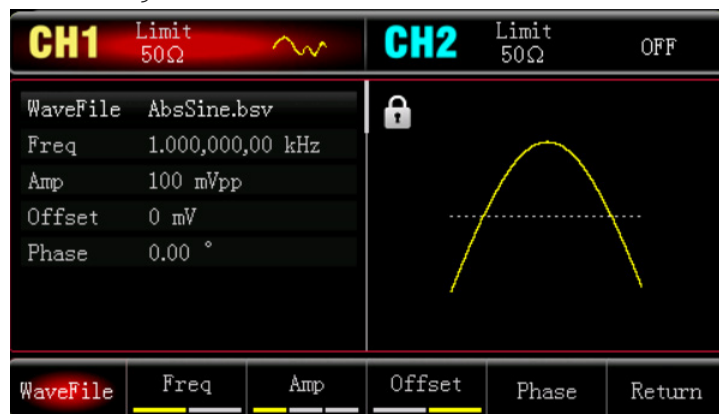 CH1 Limit 50Ω
CH2 Limit 50Ω OFF
WaveFile AbsSine.bsv
Freq 1.000,000,00 kHz
Amp 100 mVpp
Offset 0 mV
Phase 0.00 °
WaveFile Freq Amp Offset Phase Return